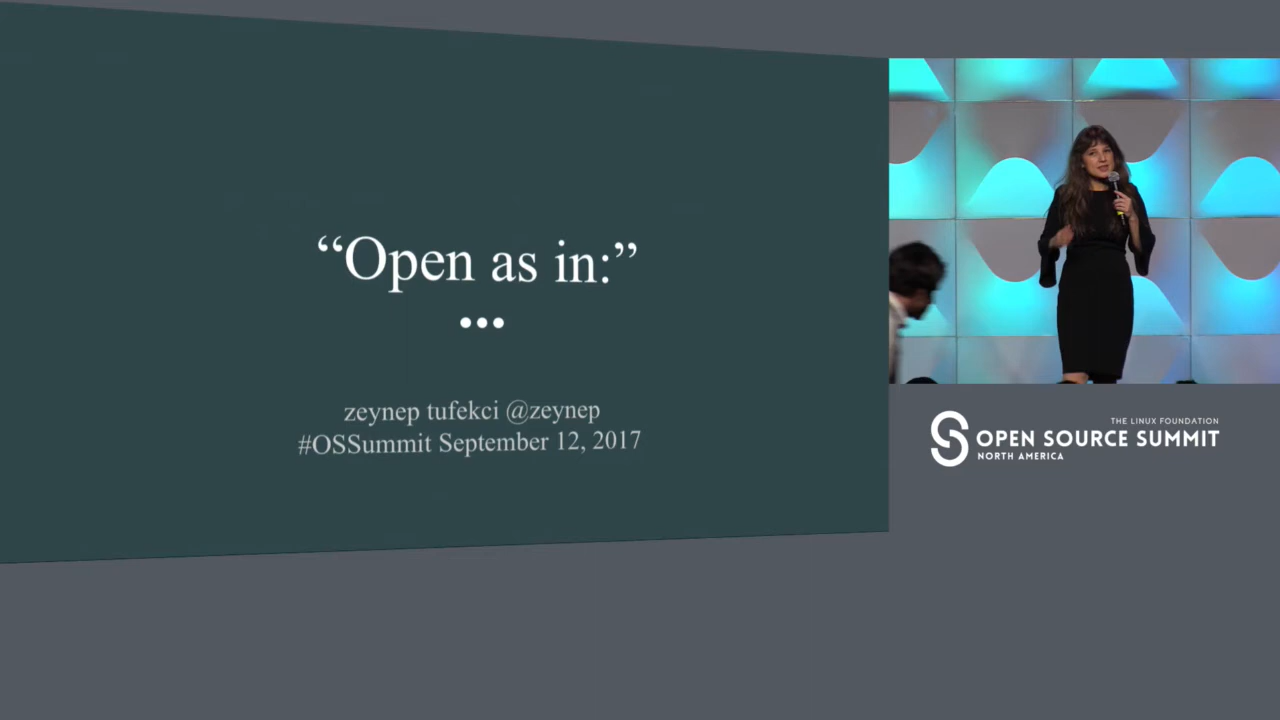 “Open as in:”
zeynep tufekci @zeynep
#OSSummit September 12, 2017
THE LINUX FOUNDATION
OPEN SOURCE SUMMIT
NORTH AMERICA